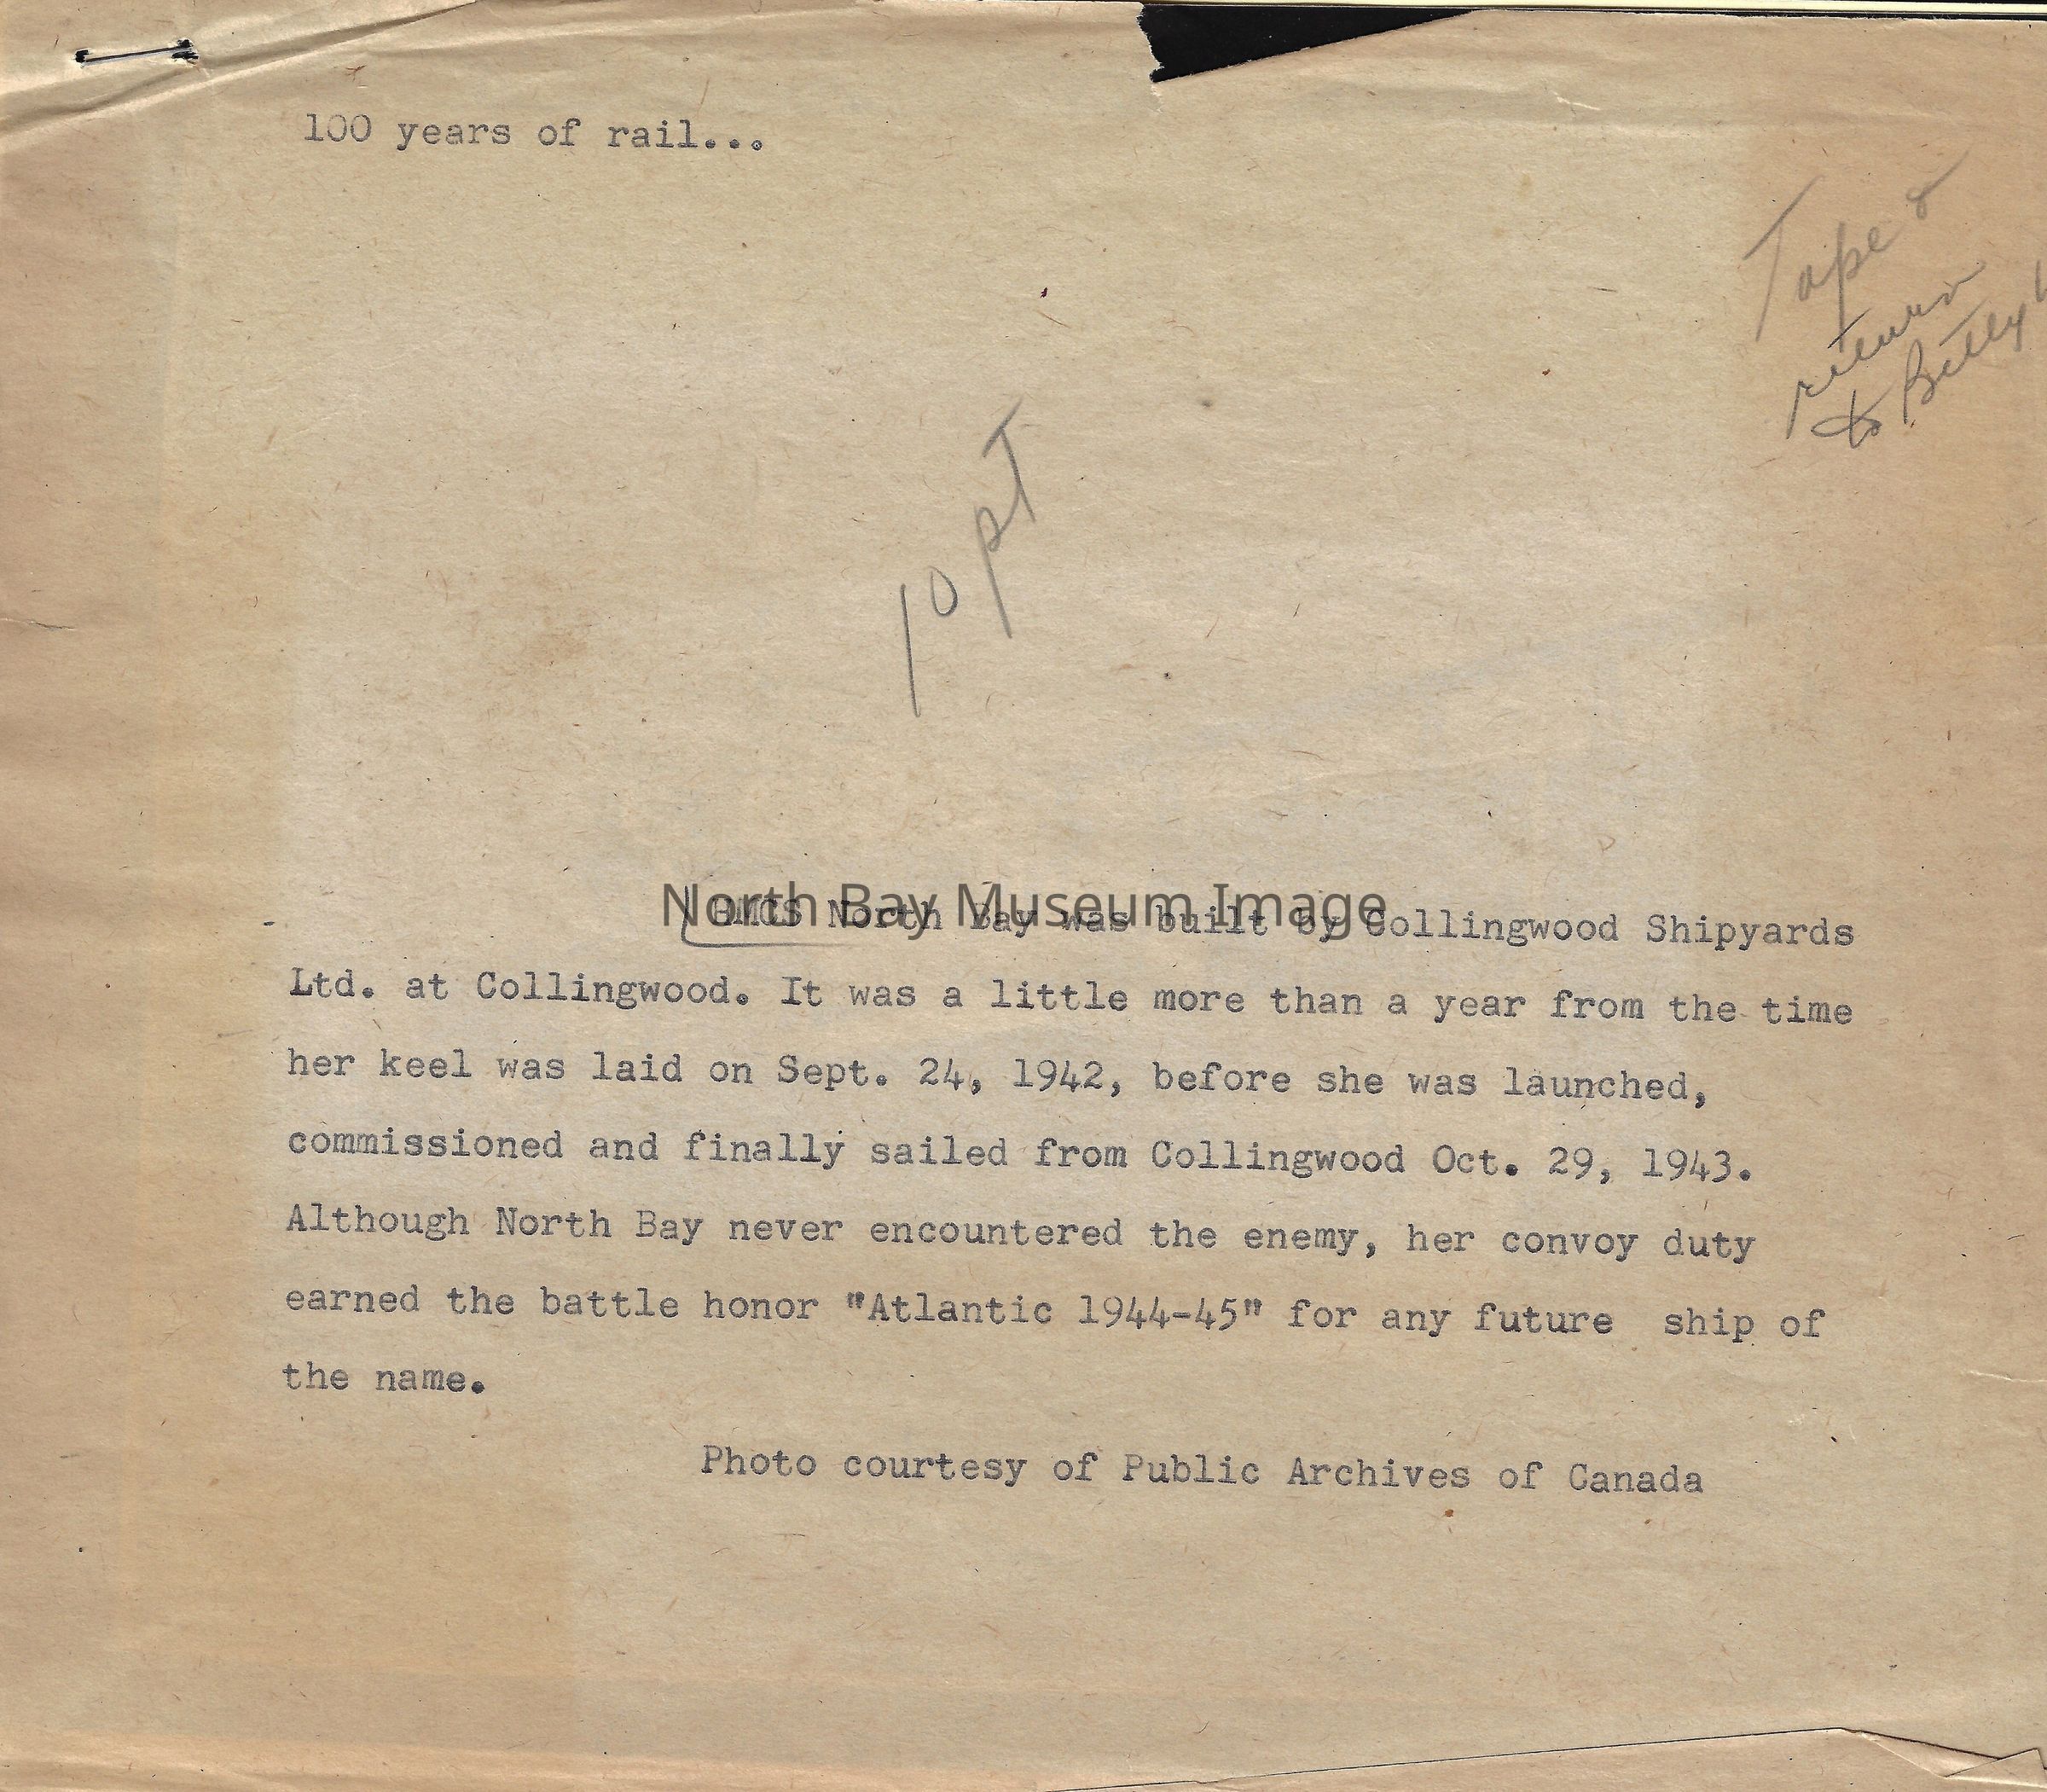 100 years of rail...
Tape &
return
to Betty
10 pT
North Bay Museum Image
HMCS North Bay was built by Collingwood Shipyards
Ltd. at Collingwood. It was a little more than a year from the time
her keel was laid on Sept. 24, 1942, before she was launched,
commissioned and finally sailed from Collingwood Oct. 29, 1943.
Although North Bay never encountered the enemy, her convoy duty
earned the battle honor "Atlantic 1944-45" for any future ship of
the name.
Photo courtesy of Public Archives of Canada